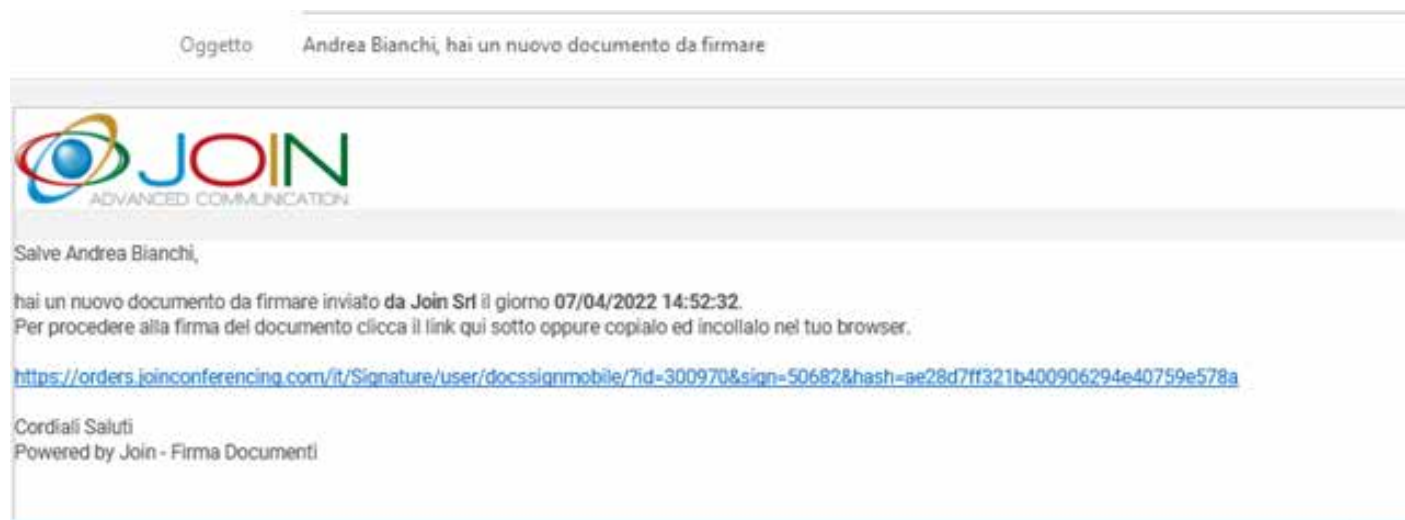 Oggetto Andrea Bianchi, hai un nuovo documento da firmare
JOIN
ADVANCED COMMUNICATION
Salve Andrea Bianchi,
hai un nuovo documento da firmare inviato da Join Srl il giorno 07/04/2022 14:52:32.
Per procedere alla firma del documento clicca il link qui sotto oppure copialo ed incollalo nel tuo browser.
https://orders.joinconferencing.com/it/Signature/user/docssignmobile/?id=300970&sign=50682&hash=ae28d7ff321b400906294e40759e578a
Cordiali Saluti
Powered by Join - Firma Documenti